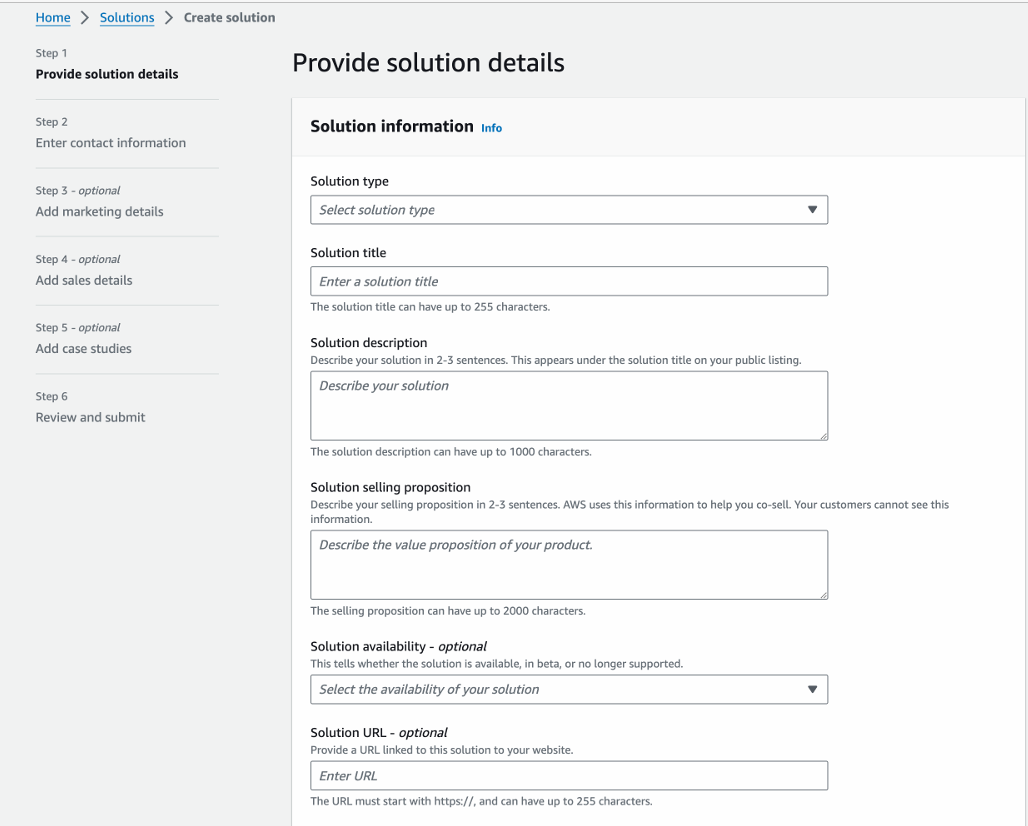 Home > Solutions > Create solution
Step 1
Provide solution details
Step 2
Enter contact information
Step 3 - optional
Add marketing details
Step 4 - optional
Add sales details
Step 5 - optional
Add case studies
Step 6
Review and submit
Provide solution details
Solution information Info
Solution type
Select solution type
Solution title
Enter a solution title
The solution title can have up to 255 characters.
Solution description
Describe your solution in 2-3 sentences. This appears under the solution title on your public listing.
Describe your solution
The solution description can have up to 1000 characters.
Solution selling proposition
Describe your selling proposition in 2-3 sentences. AWS uses this information to help you co-sell. Your customers cannot see this
information.
Describe the value proposition of your product.
The selling proposition can have up to 2000 characters.
Solution availability - optional
This tells whether the solution is available, in beta, or no longer supported.
Select the availability of your solution
Solution URL - optional
Provide a URL linked to this solution to your website.
Enter URL
The URL must start with https://, and can have up to 255 characters.